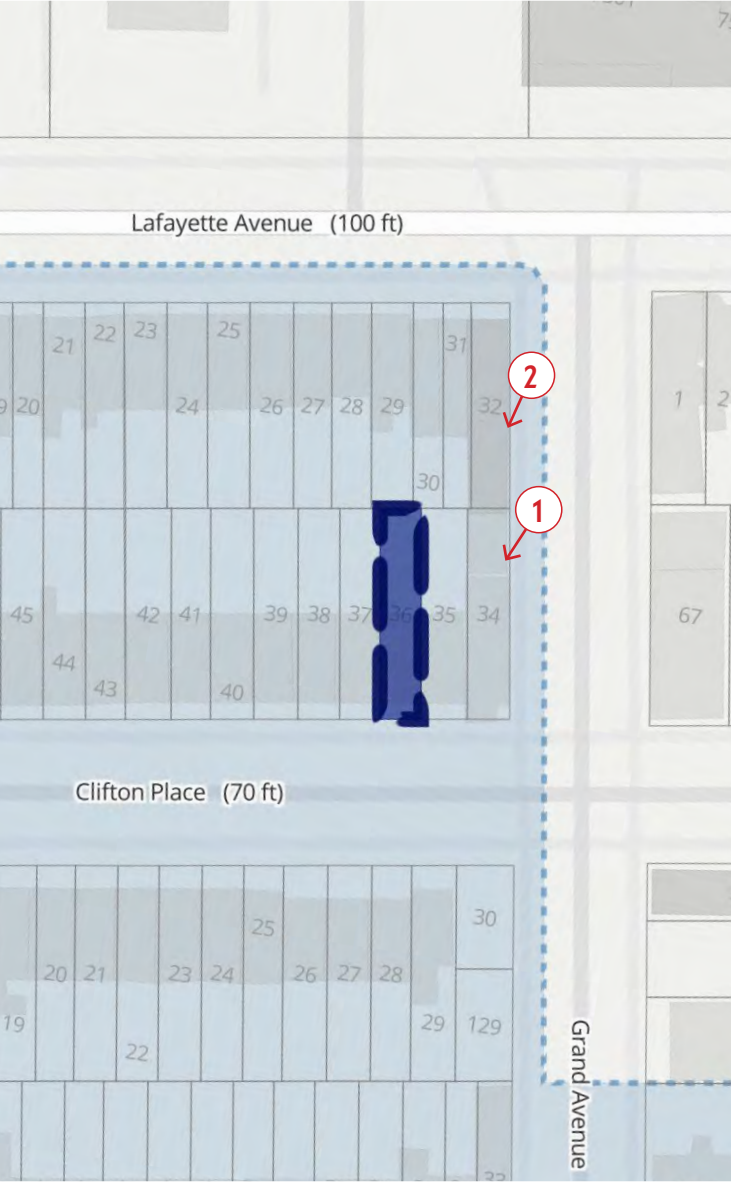 Lafayette Avenue (100 ft)
21 22 23 25 31
2
20 24 26 27 28 29 32 1 2
30
1
45 42 41 39 38 37 36 35 34 67
44
43 40
Clifton Place (70 ft)
30
25
20 21 23 24 26 27 28
19 29 129
22
Grand Avenue